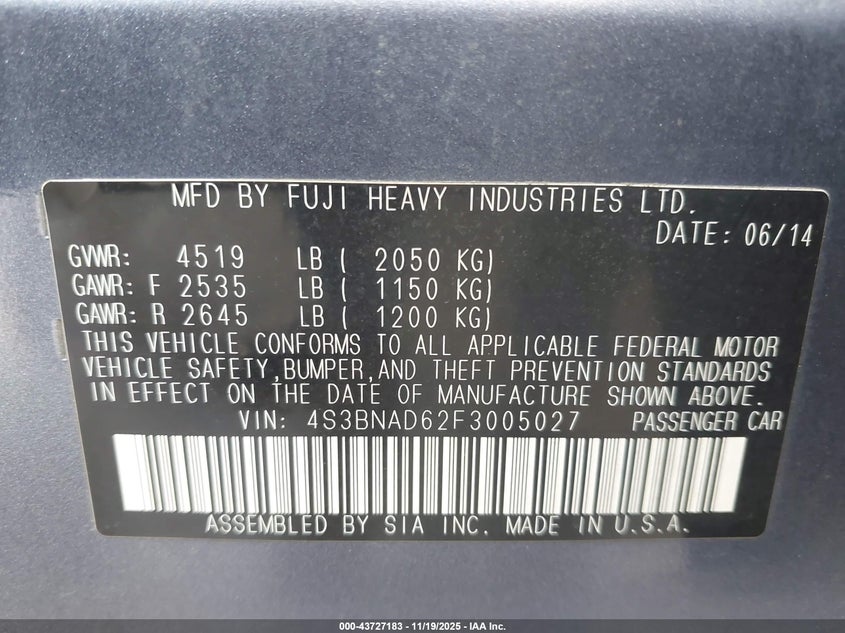 MFD BY FUJI HEAVY INDUSTRIES LTD.
DATE: 06/14
GVWR: 4519 LB ( 2050 KG)
GAWR: F 2535 LB ( 1150 KG)
GAWR: R 2645 LB ( 1200 KG)
THIS VEHICLE CONFORMS TO ALL APPLICABLE FEDERAL MOTOR
VEHICLE SAFETY, BUMPER, AND THEFT PREVENTION STANDARDS
IN EFFECT ON THE DATE OF MANUFACTURE SHOWN ABOVE.
VIN: 4S3BNAD62F3005027 PASSENGER CAR
ASSEMBLED BY SIA INC. MADE IN U.S.A.
000-43727183 - 11/19/2025 - IAA Inc.